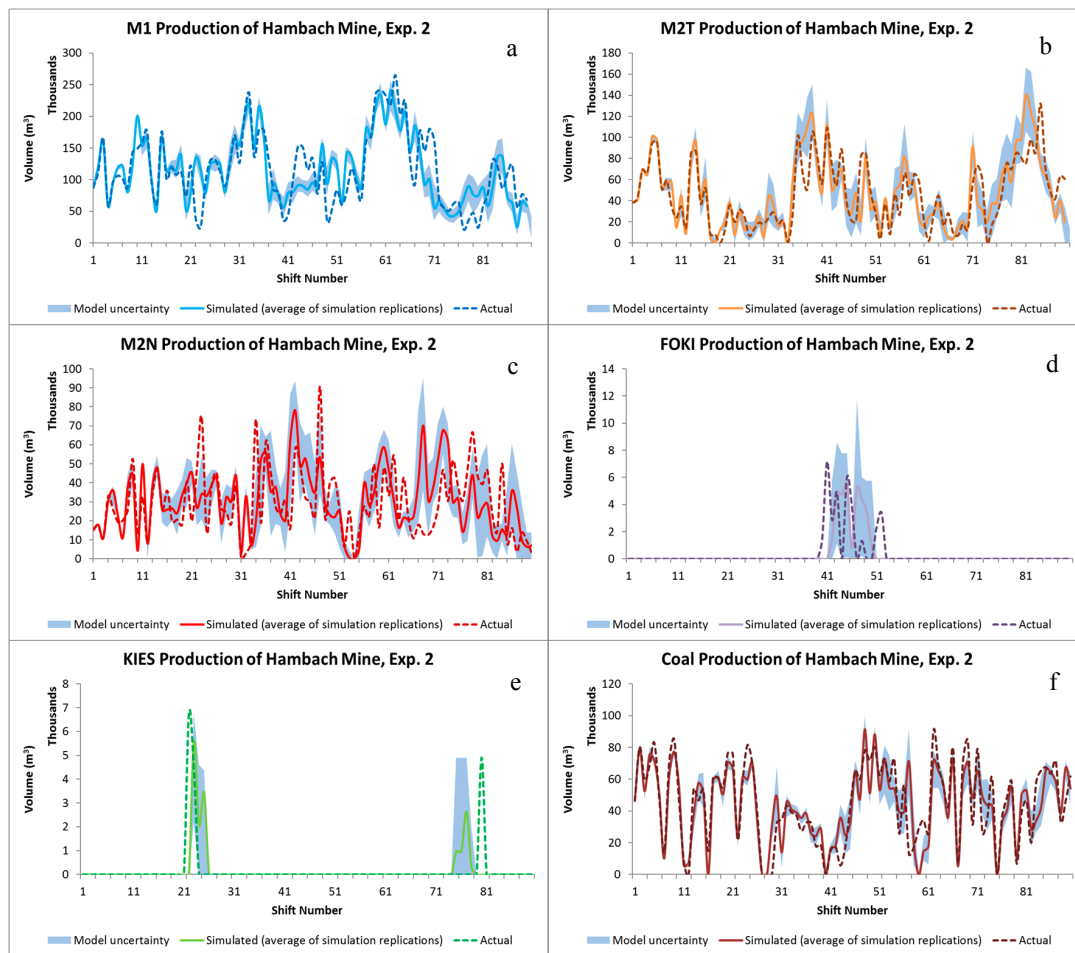 M1 Production of Hambach Mine, Exp. 2
a
Thousands
Volume (m³)
300
250
200
150
100
50
0
1 11 21 31 41 51 61 71 81
Shift Number
Model uncertainty Simulated (average of simulation replications) Actual
M2T Production of Hambach Mine, Exp. 2
b
Thousands
Volume (m³)
180
160
140
120
100
80
60
40
20
0
1 11 21 31 41 51 61 71 81
Shift Number
Model uncertainty Simulated (average of simulation replications) Actual
M2N Production of Hambach Mine, Exp. 2
c
Thousands
Volume (m³)
100
90
80
70
60
50
40
30
20
10
0
1 11 21 31 41 51 61 71 81
Shift Number
Model uncertainty Simulated (average of simulation replications) Actual
FOKI Production of Hambach Mine, Exp. 2
d
Thousands
Volume (m³)
14
12
10
8
6
4
2
0
1 11 21 31 41 51 61 71 81
Shift Number
Model uncertainty Simulated (average of simulation replications) Actual
KIES Production of Hambach Mine, Exp. 2
e
Thousands
Volume (m³)
8
7
6
5
4
3
2
1
0
1 11 21 31 41 51 61 71 81
Shift Number
Model uncertainty Simulated (average of simulation replications) Actual
Coal Production of Hambach Mine, Exp. 2
f
Thousands
Volume (m³)
120
100
80
60
40
20
0
1 11 21 31 41 51 61 71 81
Shift Number
Model uncertainty Simulated (average of simulation replications) Actual